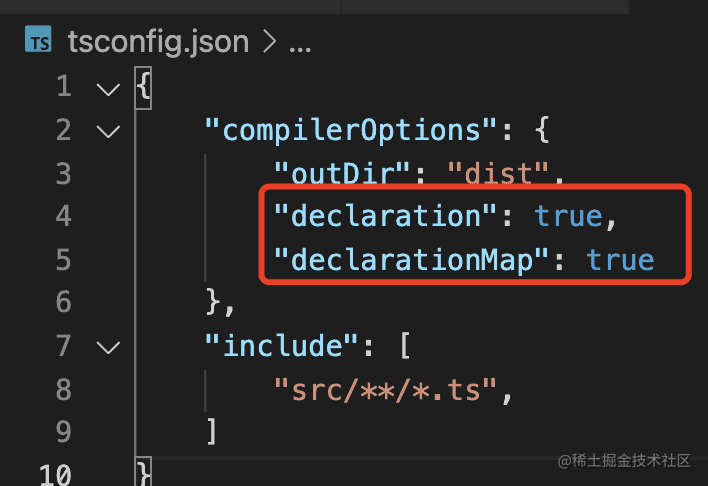 TS tsconfig.json > ...
1 {
2 "compilerOptions": {
3 "outDir": "dist",
4 "declaration": true,
5 "declarationMap": true
6 },
7 "include": [
8 "src/**/*.ts",
9 ]
10 }
@稀土掘金技术社区